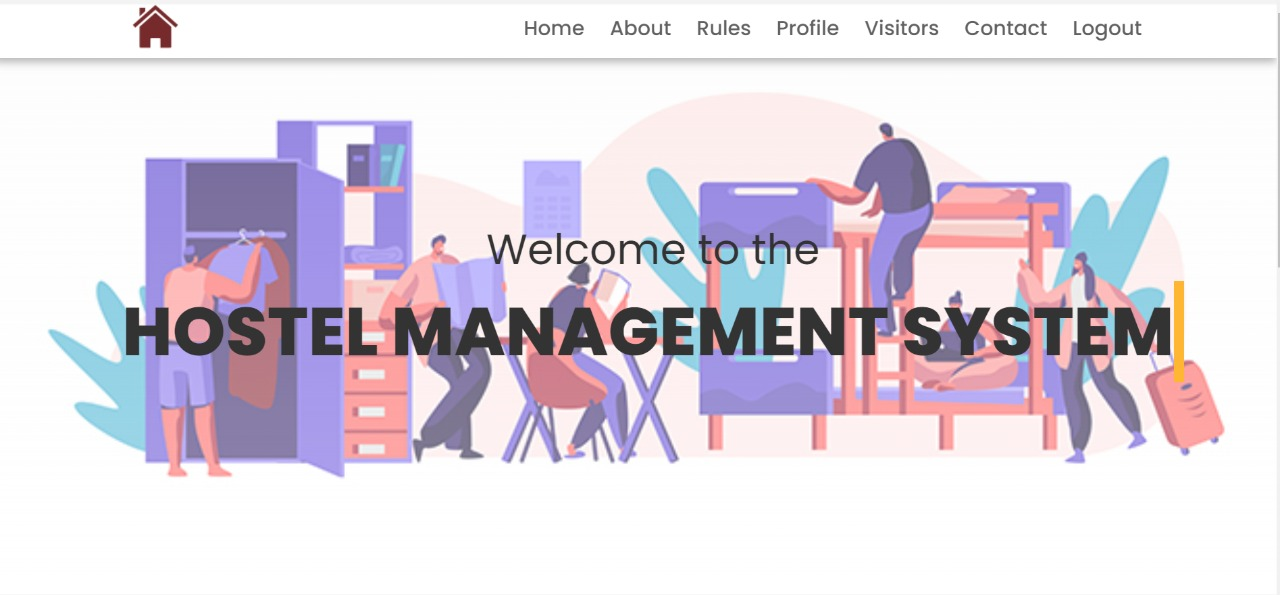 Home About Rules Profile Visitors Contact Logout
Welcome to the
HOSTEL MANAGEMENT SYSTEM